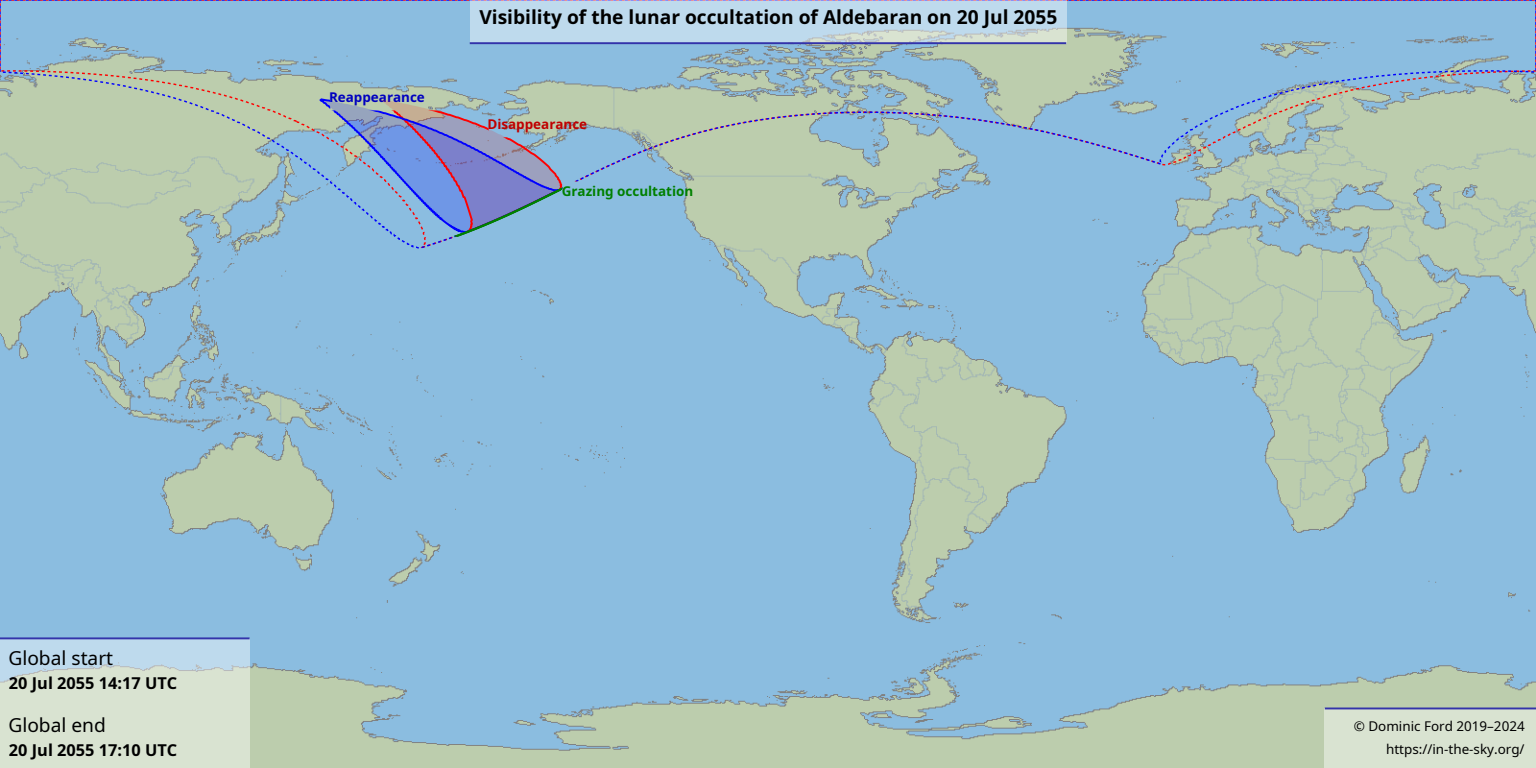 Visibility of the lunar occultation of Aldebaran on 20 Jul 2055
Reappearance
Disappearance
Grazing occultation
Global start
20 Jul 2055 14:17 UTC
Global end
20 Jul 2055 17:10 UTC
© Dominic Ford 2019–2024
https://in-the-sky.org/